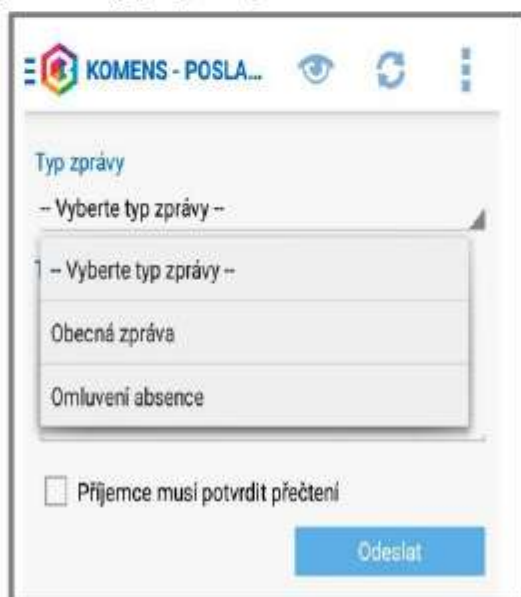 KOMENS - POSLA...
Typ zprávy
-- Vyberte typ zprávy --
T
-- Vyberte typ zprávy --
Obecná zpráva
Omluvení absence
Příjemce musí potvrdit přečtení
Odeslat